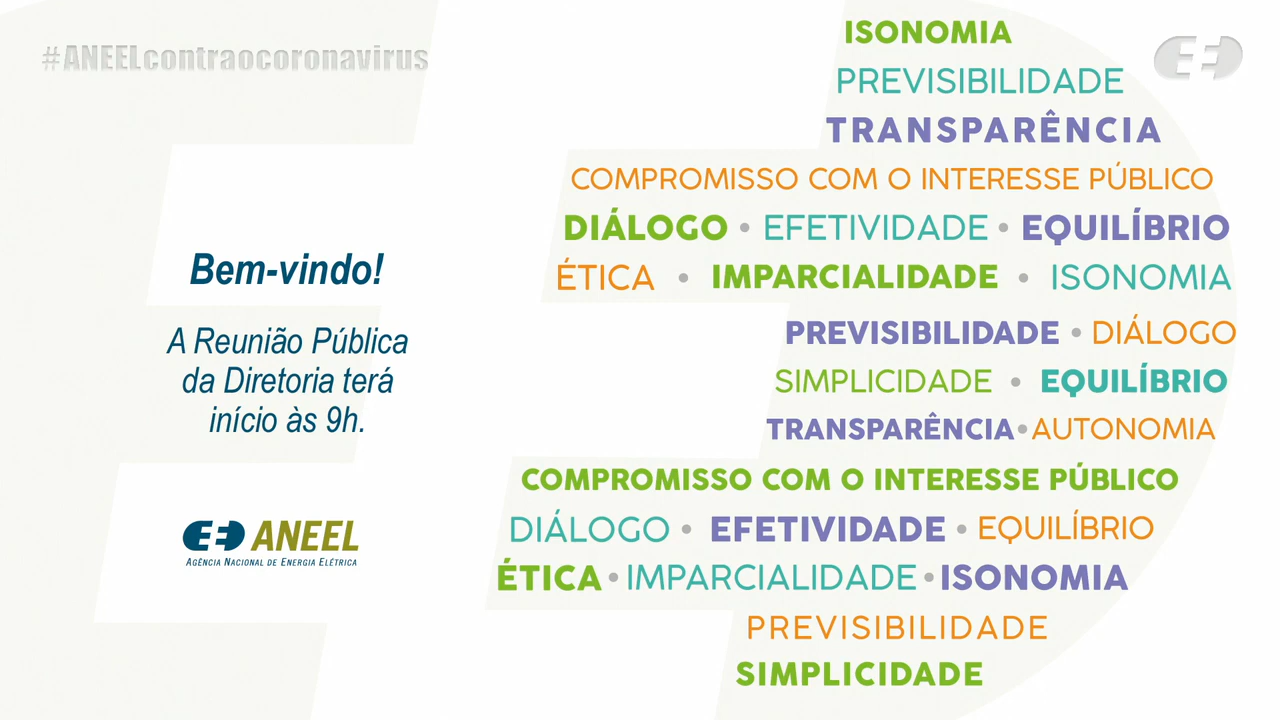 #ANEELcontraocoronavirus
Bem-vindo!
A Reunião Pública
da Diretoria terá
início às 9h.
ANEEL
AGÊNCIA NACIONAL DE ENERGIA ELÉTRICA
ISONOMIA
PREVISIBILIDADE
TRANSPARÊNCIA
COMPROMISSO COM O INTERESSE PÚBLICO
DIÁLOGO • EFETIVIDADE • EQUILÍBRIO
ÉTICA • IMPARCIALIDADE • ISONOMIA
PREVISIBILIDADE • DIÁLOGO
SIMPLICIDADE • EQUILÍBRIO
TRANSPARÊNCIA • AUTONOMIA
COMPROMISSO COM O INTERESSE PÚBLICO
DIÁLOGO • EFETIVIDADE • EQUILÍBRIO
ÉTICA • IMPARCIALIDADE • ISONOMIA
PREVISIBILIDADE
SIMPLICIDADE